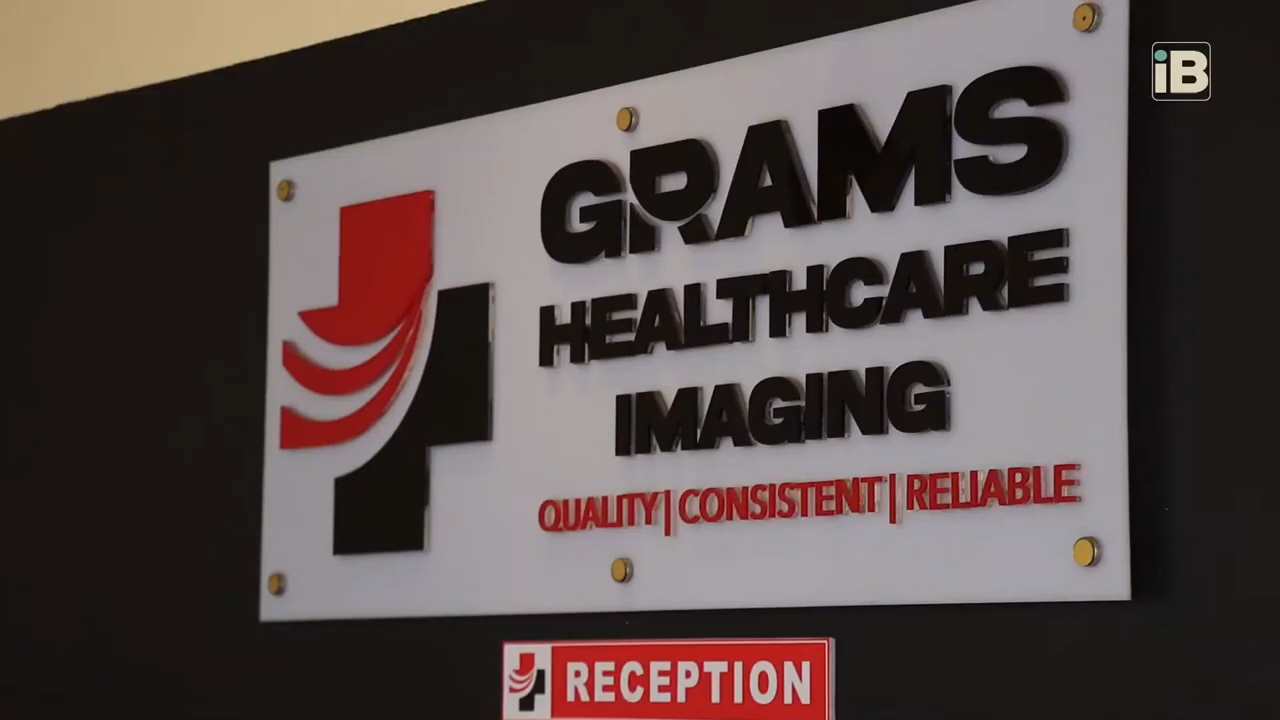 iB
GRAMS
HEALTHCARE
IMAGING
QUALITY|CONSISTENT|RELIABLE
RECEPTION